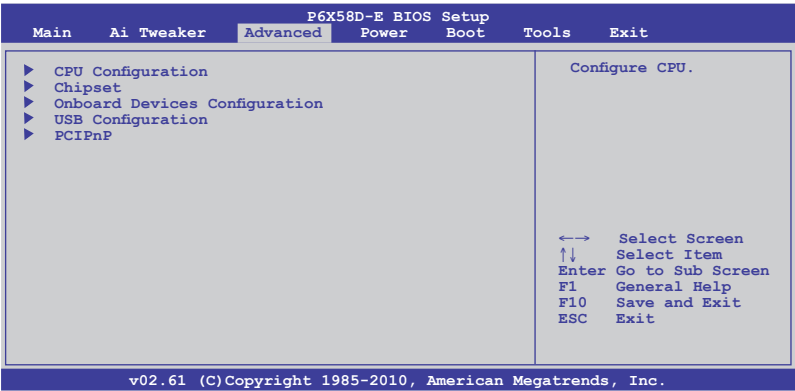 P6X58D-E BIOS Setup
Main Ai Tweaker Advanced Power Boot Tools Exit
CPU Configuration
Chipset
Onboard Devices Configuration
USB Configuration
PCIPnP
Configure CPU.
←→ Select Screen
↑↓ Select Item
Enter Go to Sub Screen
F1 General Help
F10 Save and Exit
ESC Exit
v02.61 (C)Copyright 1985-2010, American Megatrends, Inc.